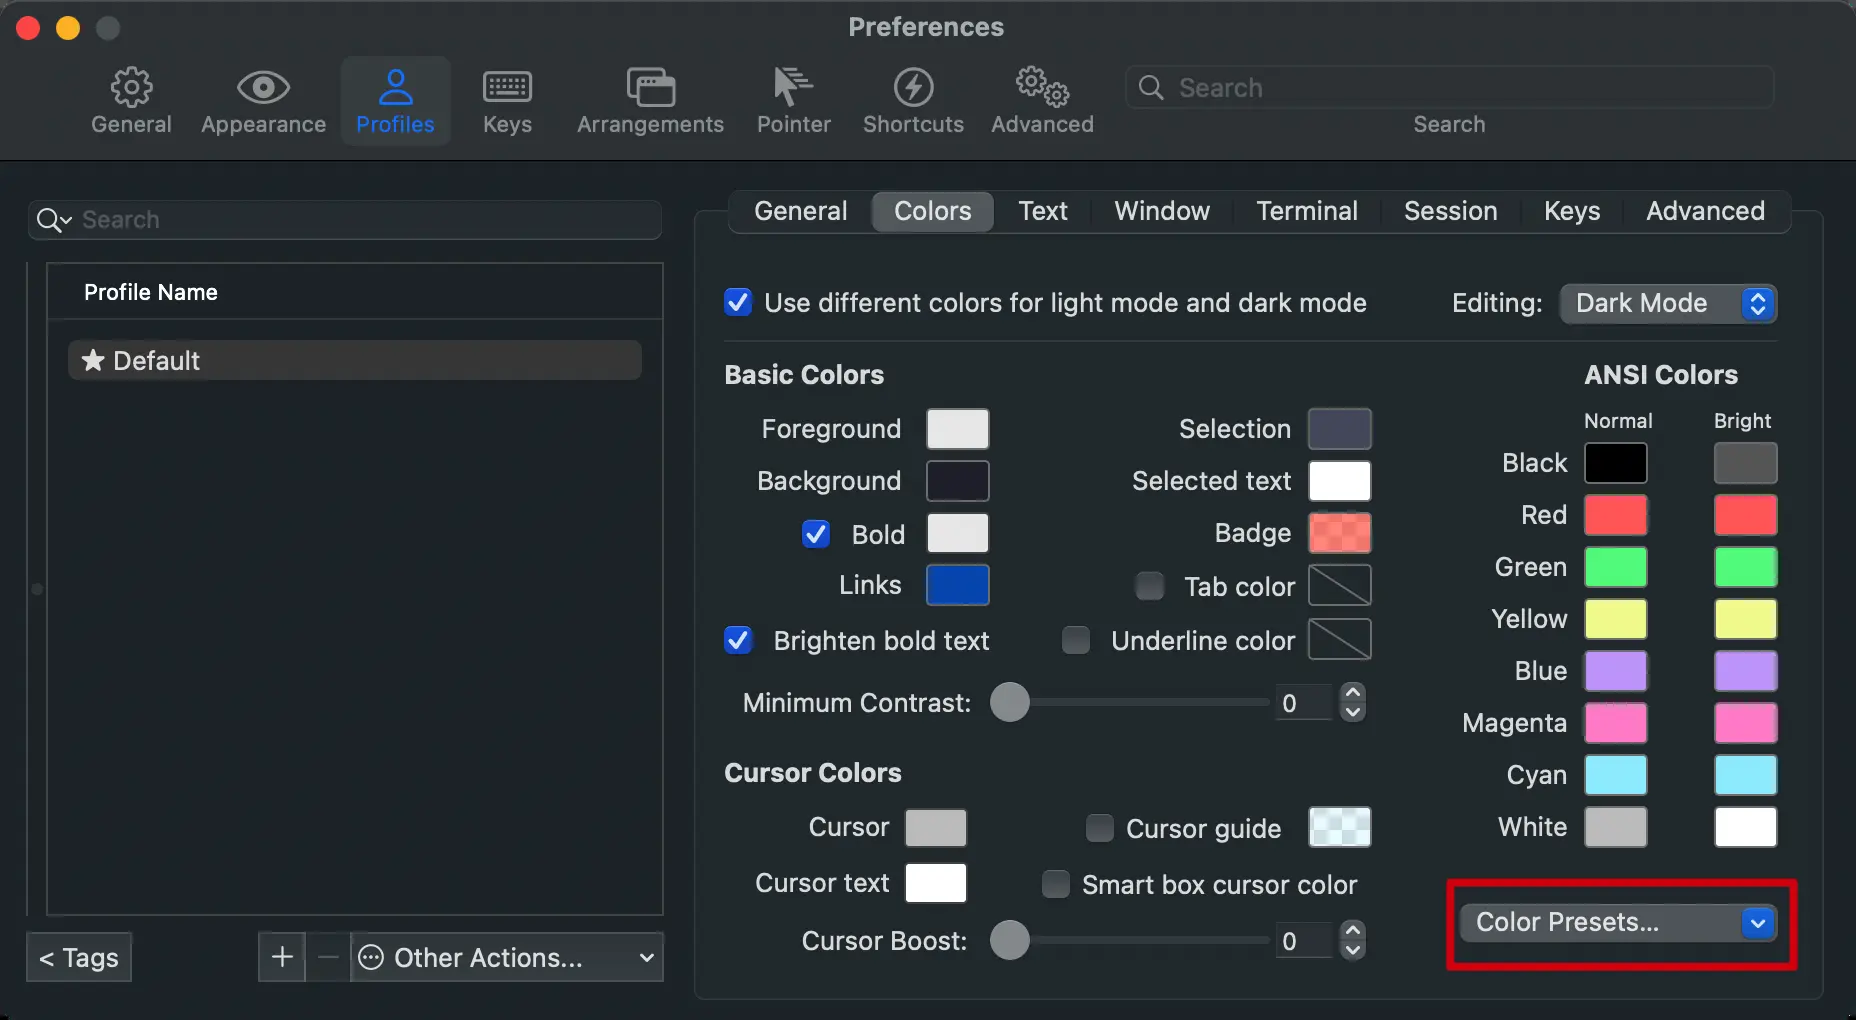 Preferences
General
Appearance
Profiles
Keys
Arrangements
Pointer
Shortcuts
Advanced
Search
Search
Search
Profile Name
★ Default
< Tags
+
−
Other Actions...
General
Colors
Text
Window
Terminal
Session
Keys
Advanced
Use different colors for light mode and dark mode
Editing: Dark Mode
Basic Colors
Foreground
Background
Bold
Links
Brighten bold text
Selection
Selected text
Badge
Tab color
Underline color
Minimum Contrast: 0
Cursor Colors
Cursor
Cursor text
Cursor guide
Smart box cursor color
Cursor Boost: 0
ANSI Colors
Normal Bright
Black
Red
Green
Yellow
Blue
Magenta
Cyan
White
Color Presets...